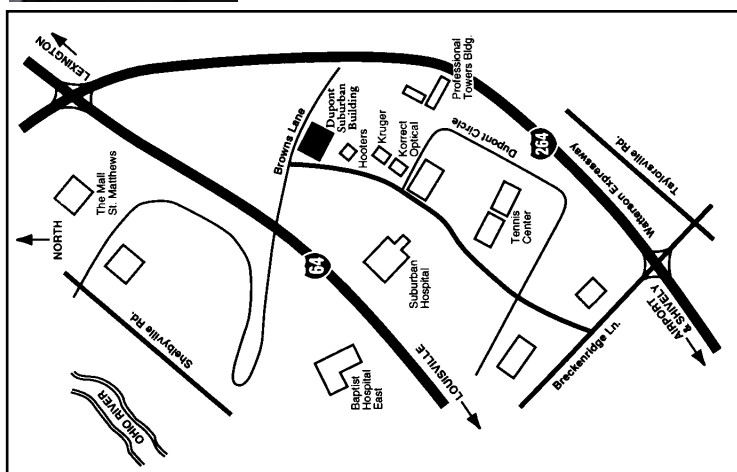 LEXINGTON
The Mall
St. Matthews
NORTH
Shelbyville Rd.
OHIO RIVER
Browns Lane
Dupont
Suburban
Building
Hooters
Kruger
Korrect
Optical
Professional
Towers Bldg.
Dupont Circle
264
Watterson Expressway
Taylorsville Rd.
64
Suburban
Hospital
Tennis
Center
Baptist
Hospital
East
LOUISVILLE
Breckenridge Ln.
AIRPORT
& SHIVELY